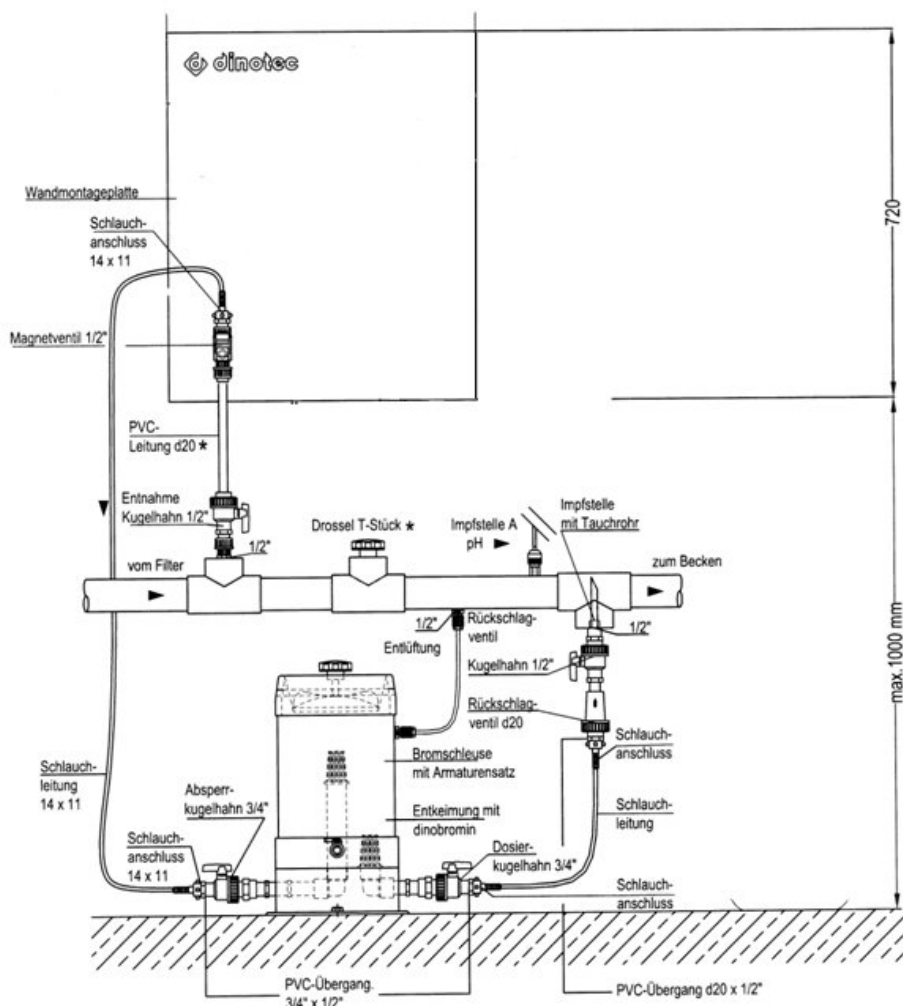 dinotec
720
Wandmontageplatte
Schlauch-
anschluss
14 x 11
Magnetventil 1/2"
PVC-
Leitung d20 *
Entnahme
Kugelhahn 1/2"
1/2"
Drossel T-Stück *
Impfstelle A
pH
Impfstelle
mit Tauchrohr
vom Filter
zum Becken
1/2"
Rückschlag-
ventil
1/2"
Entlüftung
Kugelhahn 1/2"
max.1000 mm
Rückschlag-
ventil d20
Schlauch-
anschluss
Bromschleuse
mit Armaturensatz
Schlauch-
leitung
14 x 11
Absperr-
kugelhahn 3/4"
Entkeimung mit
dinobromin
Schlauch-
leitung
Schlauch-
anschluss
14 x 11
Dosier-
kugelhahn 3/4"
Schlauch-
anschluss
PVC-Übergang.
3/4" x 1/2"
PVC-Übergang d20 x 1/2"